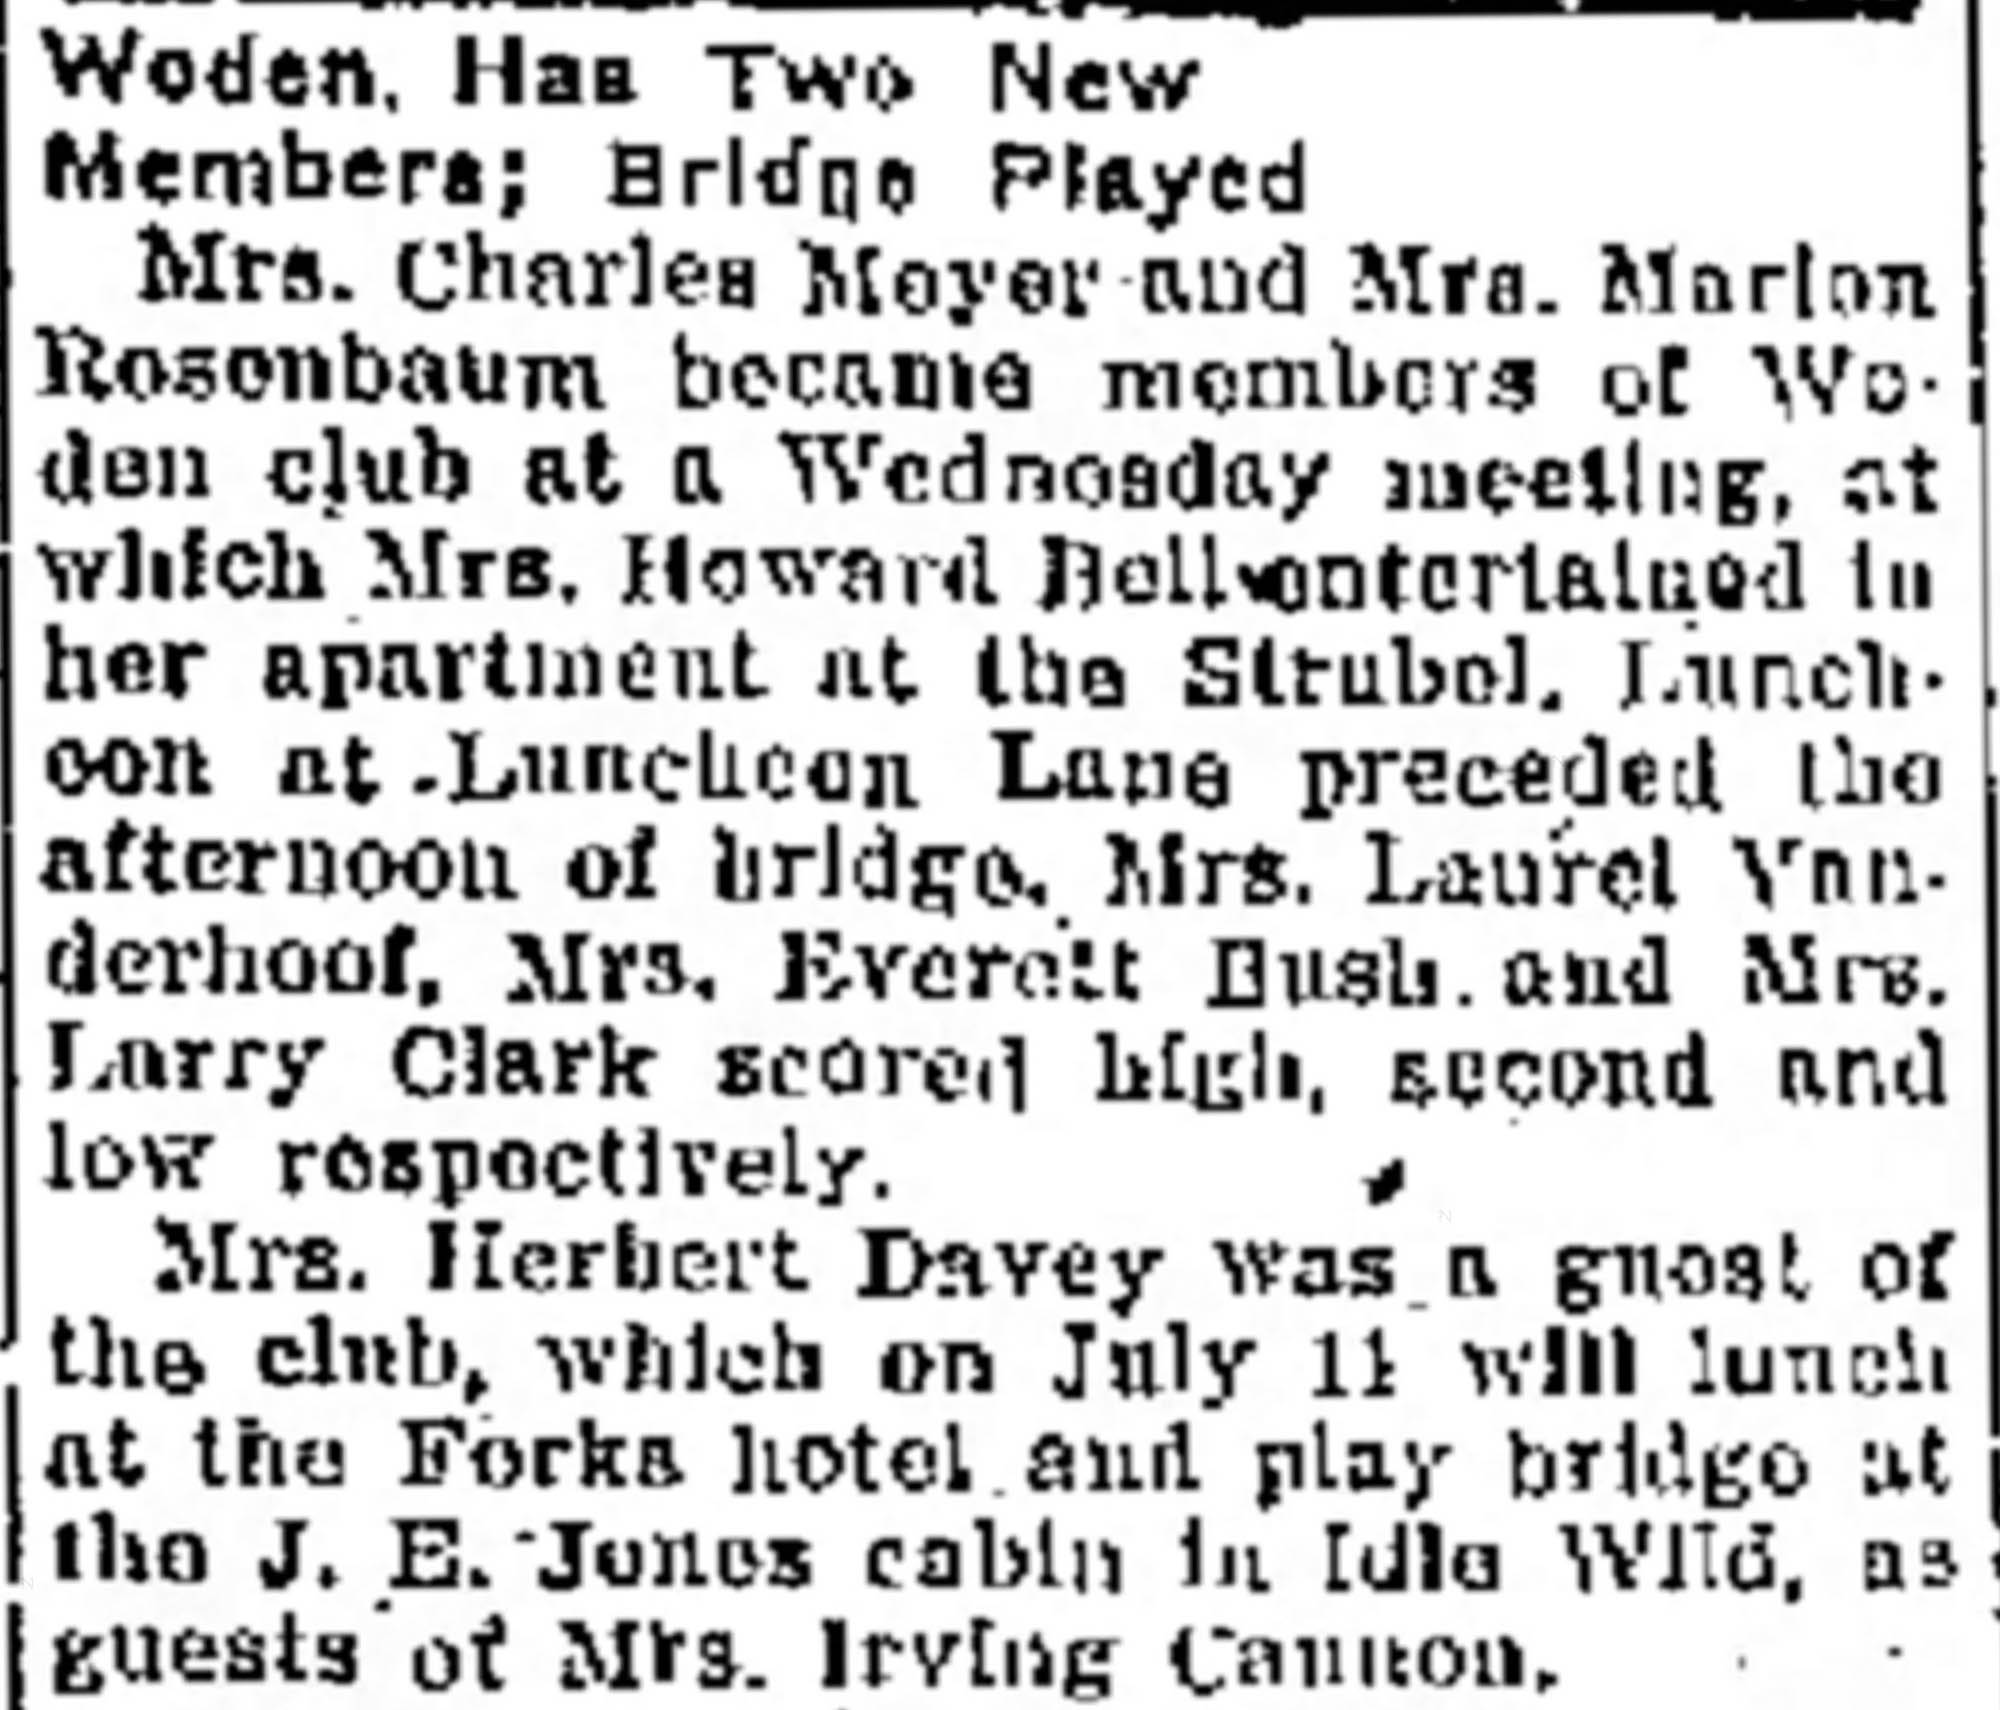 Woden, Has Two New
Members; Bridge Played
Mrs. Charles Meyer and Mrs. Marion
Rosenbaum became members of Wo-
den club at a Wednesday meeting, at
which Mrs. Howard Bell entertained in
her apartment at the Strubel. Lunch-
eon at Luncheon Lane preceded the
afternoon of bridge. Mrs. Laurel Van-
derhoof, Mrs. Everett Bush and Mrs.
Larry Clark scored high, second and
low respectively.
Mrs. Herbert Davey was a guest of
the club, which on July 11 will lunch
at the Forks hotel and play bridge at
the J. E. Jones cabin in Idle Wild, as
guests of Mrs. Irving Cannon.